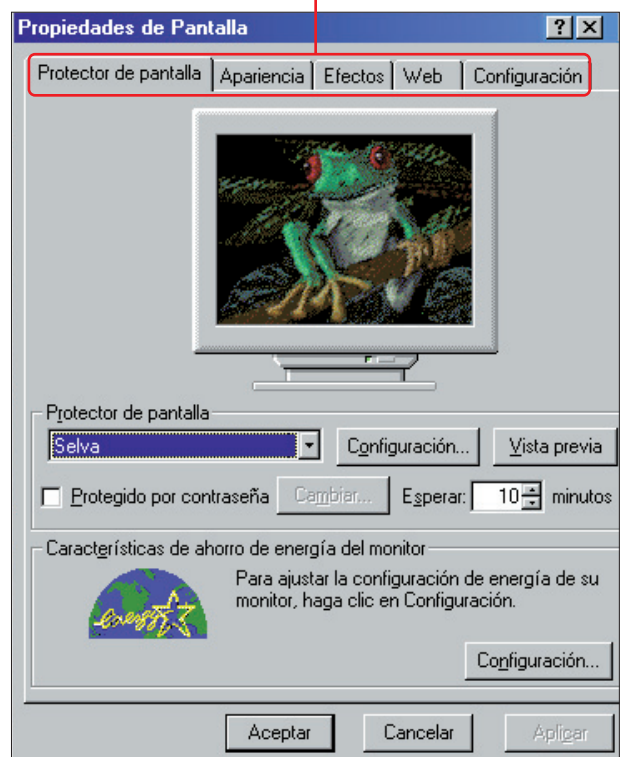 Propiedades de Pantalla
Protector de pantalla Apariencia Efectos Web Configuración
Protector de pantalla
Selva Configuración... Vista previa
Protegido por contraseña Cambiar... Esperar: 10 minutos
Características de ahorro de energía del monitor
Para ajustar la configuración de energía de su
monitor, haga clic en Configuración.
energy
Configuración...
Aceptar Cancelar Aplicar